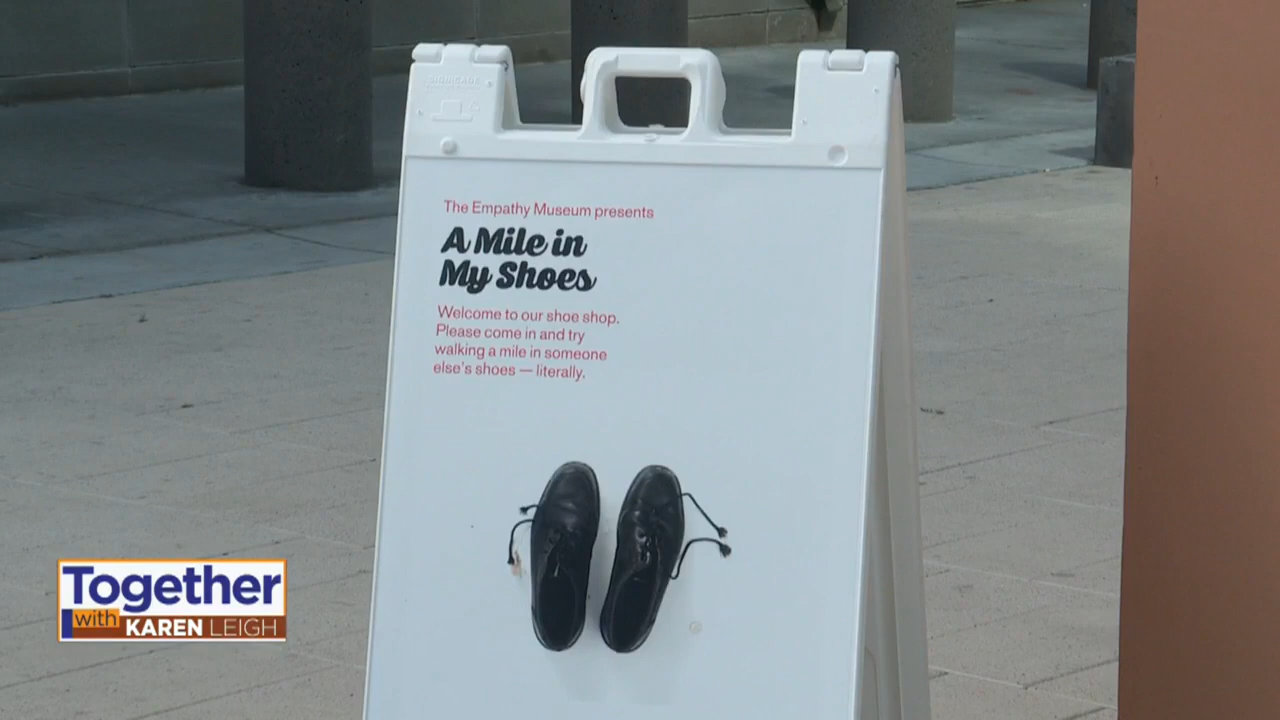 The Empathy Museum presents
A Mile in
My Shoes
Welcome to our shoe shop.
Please come in and try
walking a mile in someone
else's shoes — literally.
Together
with KAREN LEIGH